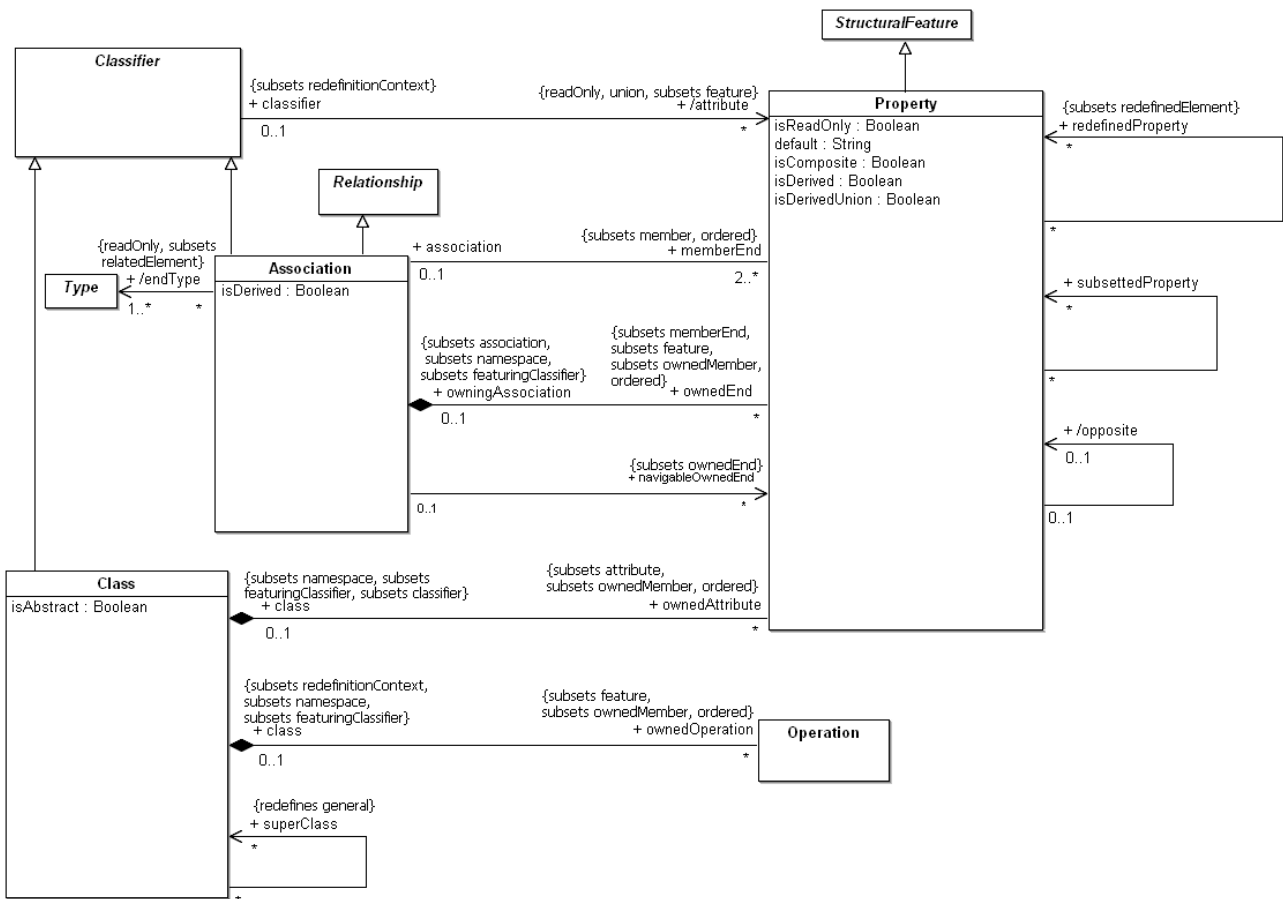 StructuralFeature
Classifier
{subsets redefinitionContext}
+ classifier
0..1
{readOnly, union, subsets feature}
+ /attribute
*
Property
isReadOnly : Boolean
default : String
isComposite : Boolean
isDerived : Boolean
isDerivedUnion : Boolean
{subsets redefinedElement}
+ redefinedProperty
*
*
Relationship
{readOnly, subsets
relatedElement}
+ /endType
Type
1..*
*
Association
isDerived : Boolean
+ association
0..1
{subsets member, ordered}
+ memberEnd
2..*
+ subsettedProperty
*
*
{subsets association,
subsets namespace,
subsets featuringClassifier}
+ owningAssociation
0..1
{subsets memberEnd,
subsets feature,
subsets ownedMember,
ordered}
+ ownedEnd
*
+ /opposite
0..1
0..1
{subsets ownedEnd}
+ navigableOwnedEnd
0..1
*
Class
isAbstract : Boolean
{subsets namespace, subsets
featuringClassifier, subsets classifier}
+ class
0..1
{subsets attribute,
subsets ownedMember, ordered}
+ ownedAttribute
*
{subsets redefinitionContext,
subsets namespace,
subsets featuringClassifier}
+ class
0..1
{subsets feature,
subsets ownedMember, ordered}
+ ownedOperation
*
Operation
{redefines general}
+ superClass
*
*